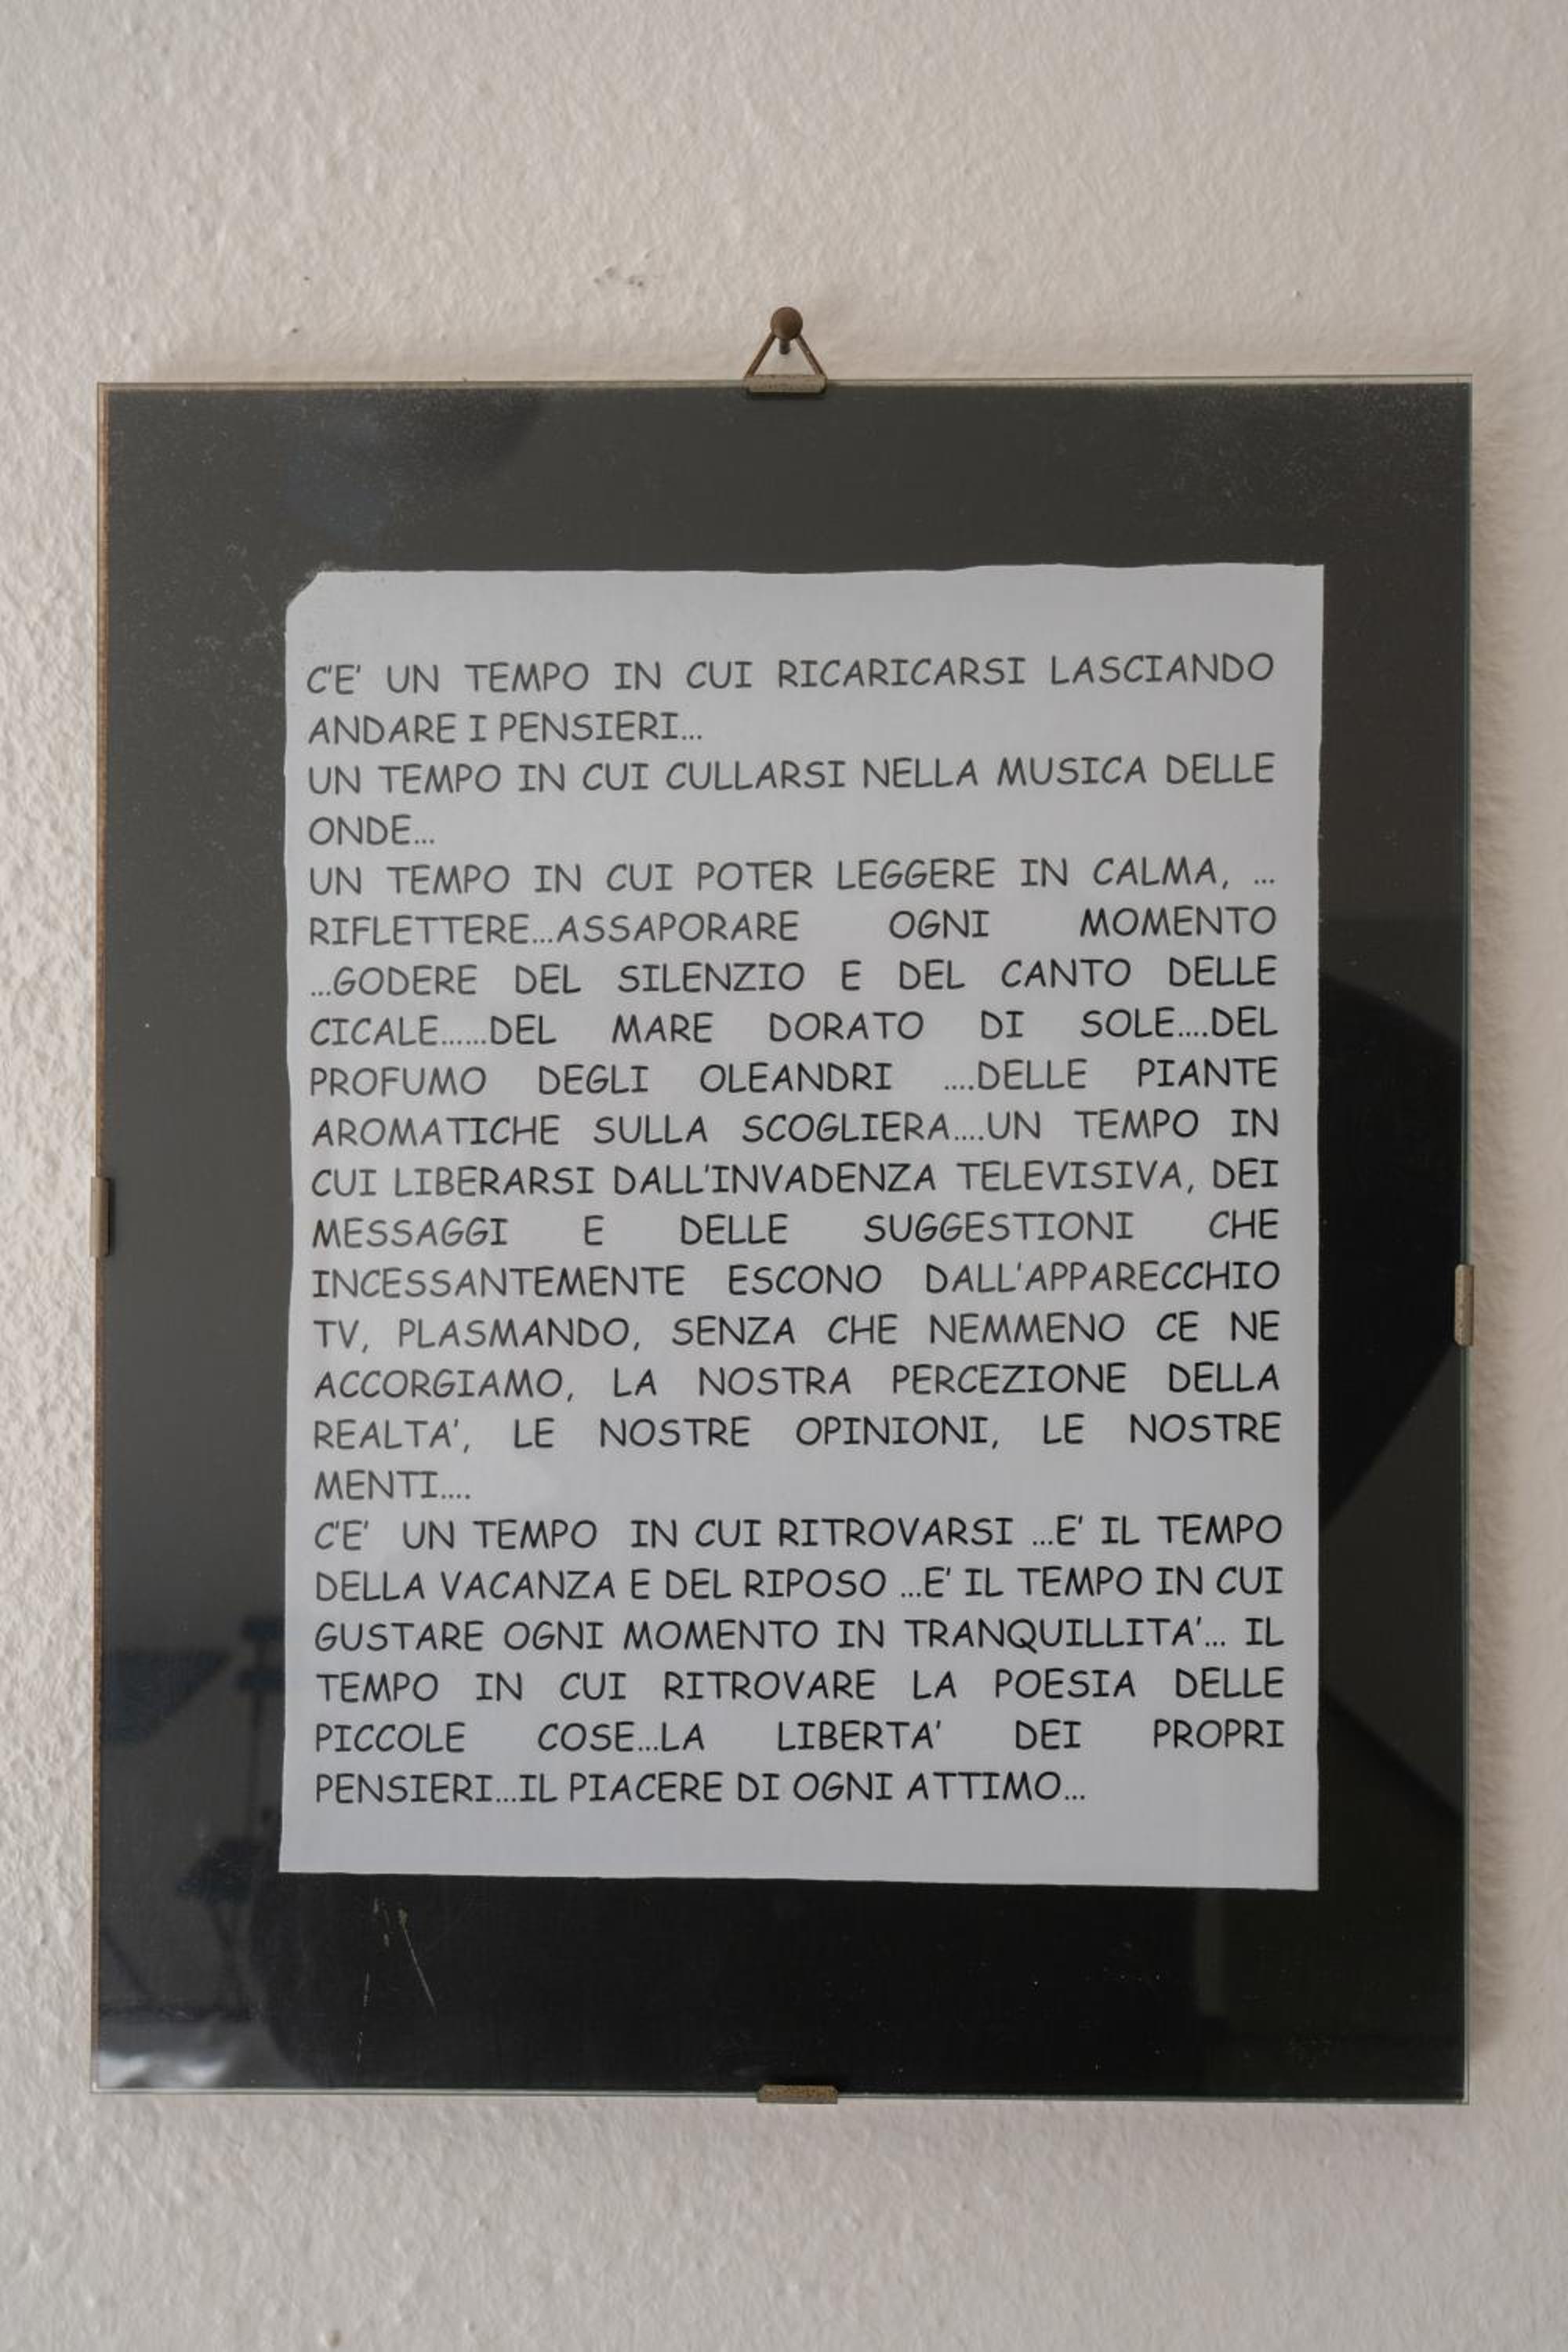 C'E' UN TEMPO IN CUI RICARICARSI LASCIANDO
ANDARE I PENSIERI...
UN TEMPO IN CUI CULLARSI NELLA MUSICA DELLE
ONDE...
UN TEMPO IN CUI POTER LEGGERE IN CALMA, ...
RIFLETTERE...ASSAPORARE OGNI MOMENTO
...GODERE DEL SILENZIO E DEL CANTO DELLE
CICALE......DEL MARE DORATO DI SOLE....DEL
PROFUMO DEGLI OLEANDRI ....DELLE PIANTE
AROMATICHE SULLA SCOGLIERA....UN TEMPO IN
CUI LIBERARSI DALL'INVADENZA TELEVISIVA, DEI
MESSAGGI E DELLE SUGGESTIONI CHE
INCESSANTEMENTE ESCONO DALL'APPARECCHIO
TV, PLASMANDO, SENZA CHE NEMMENO CE NE
ACCORGIAMO, LA NOSTRA PERCEZIONE DELLA
REALTA', LE NOSTRE OPINIONI, LE NOSTRE
MENTI....
C'E' UN TEMPO IN CUI RITROVARSI ...E' IL TEMPO
DELLA VACANZA E DEL RIPOSO ...E' IL TEMPO IN CUI
GUSTARE OGNI MOMENTO IN TRANQUILLITA'... IL
TEMPO IN CUI RITROVARE LA POESIA DELLE
PICCOLE COSE...LA LIBERTA' DEI PROPRI
PENSIERI...IL PIACERE DI OGNI ATTIMO...